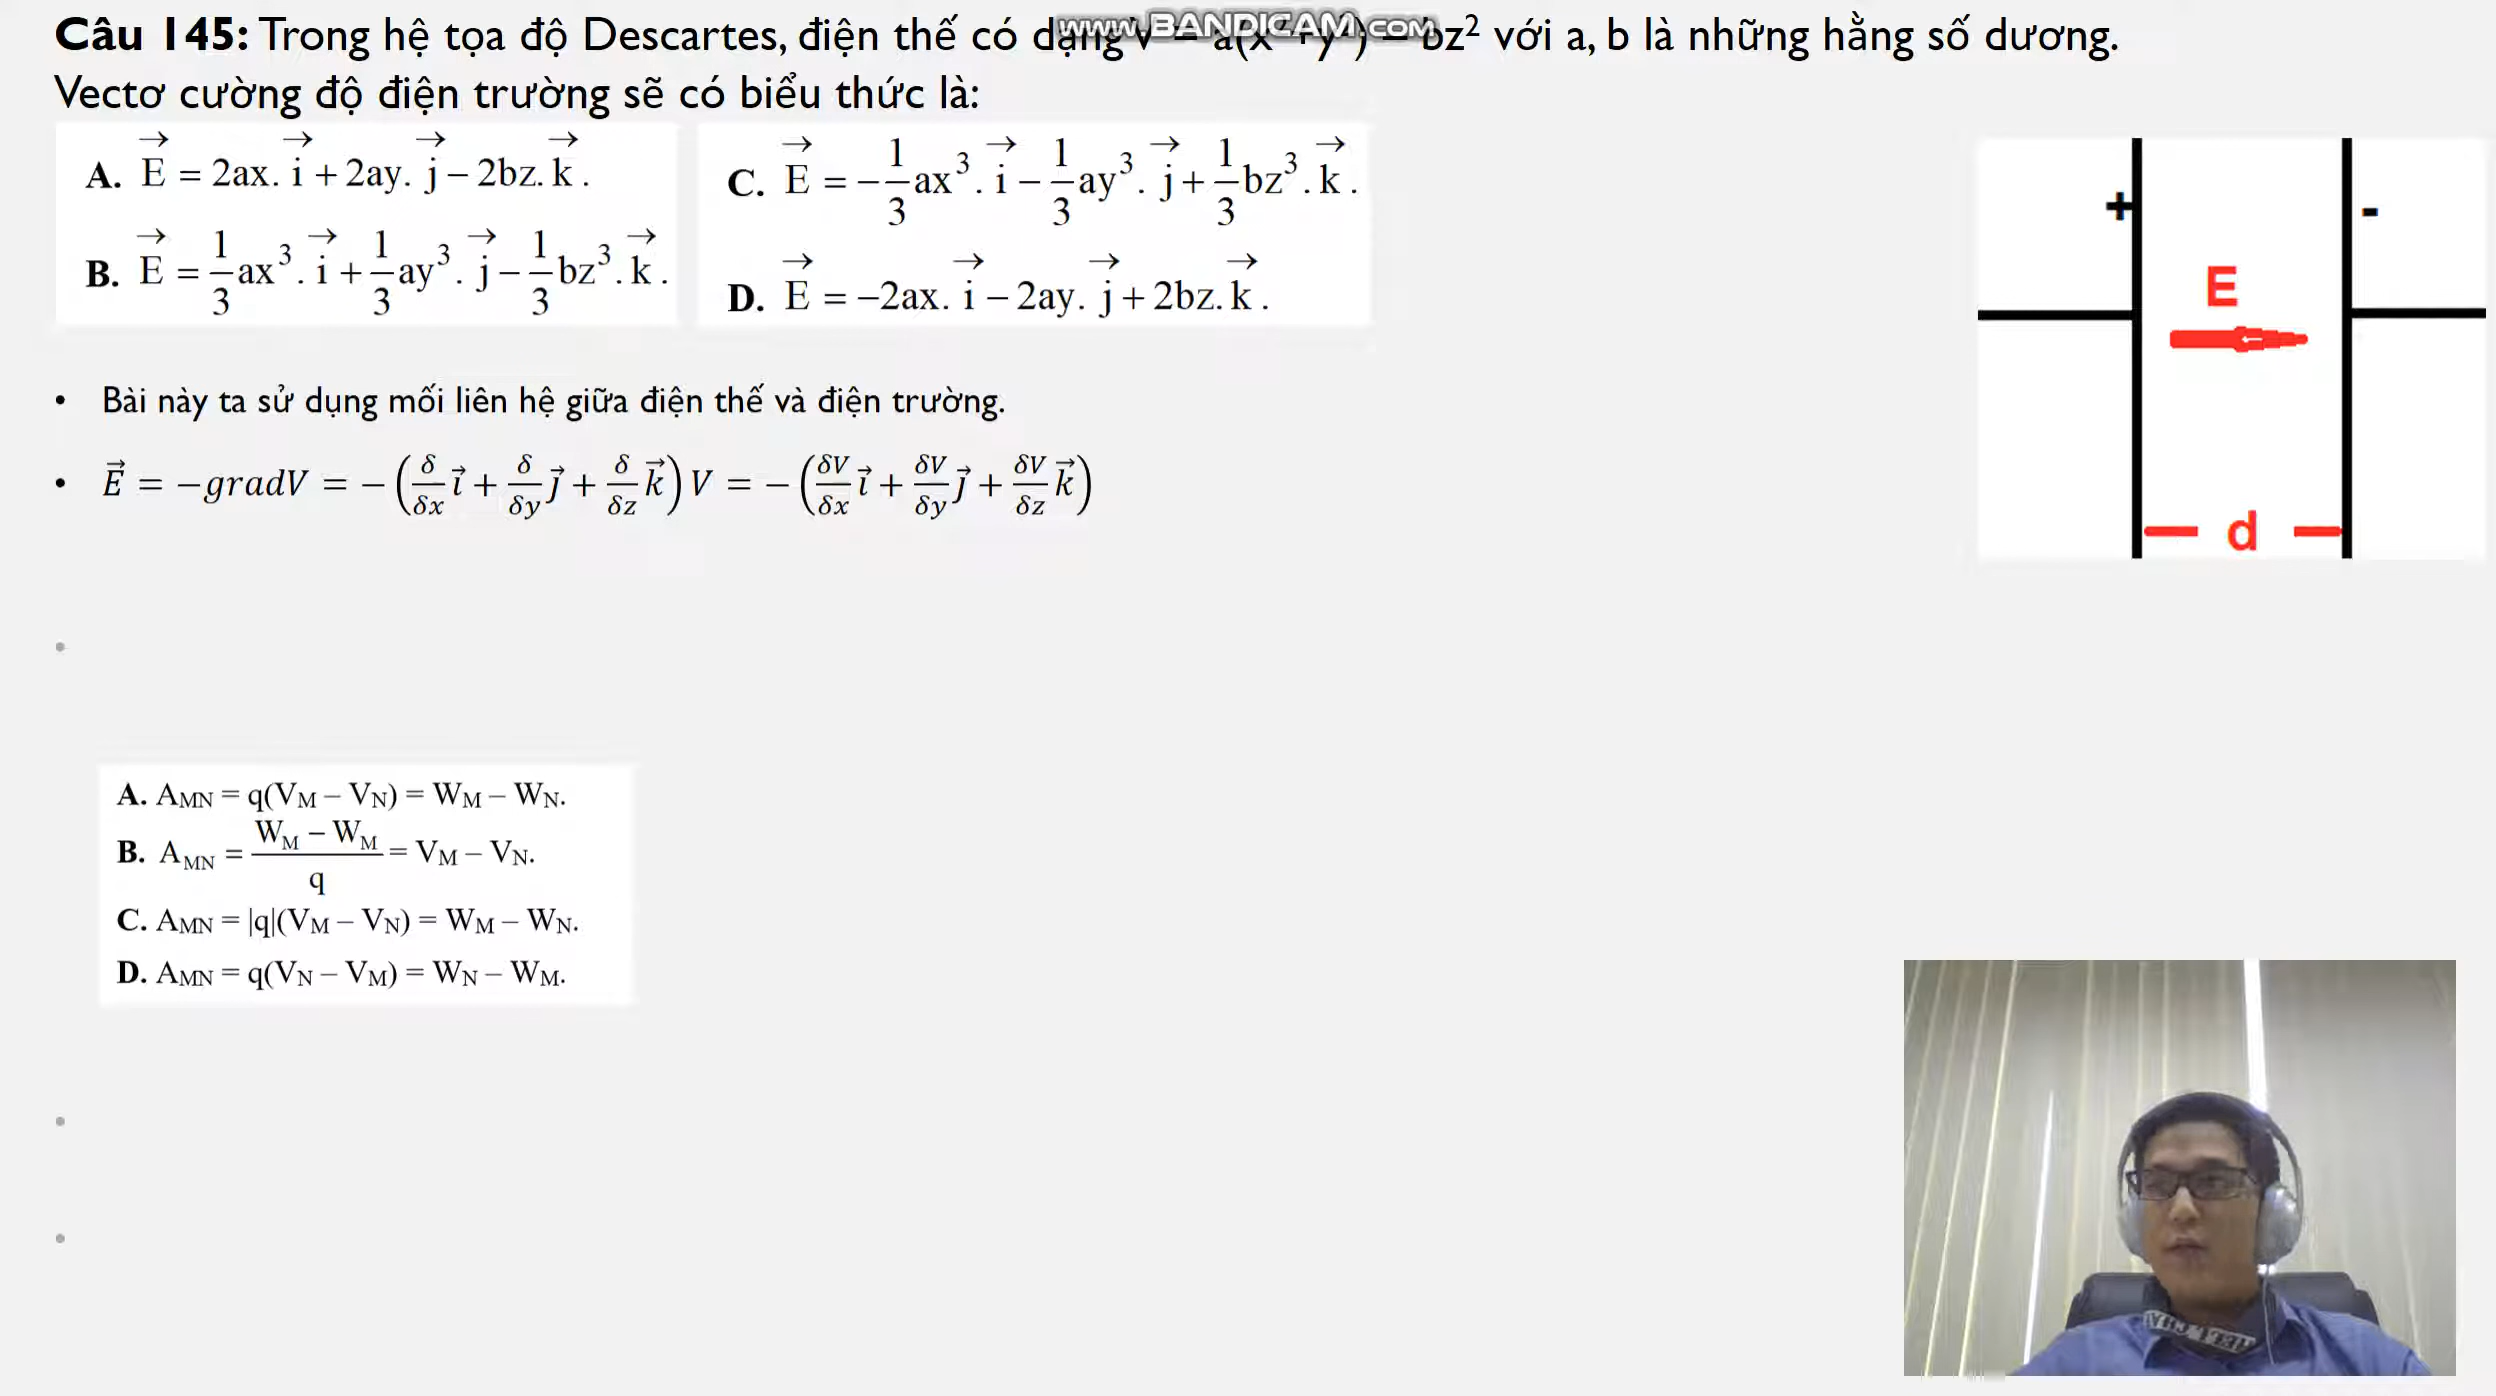 Câu 145: Trong hệ tọa độ Descartes, điện thế có dạng V = a(x² + y²) – bz² với a, b là những hằng số dương.
www.BANDICAM.com
Vectơ cường độ điện trường sẽ có biểu thức là:
A. E⃗ = 2ax. i⃗ + 2ay. j⃗ – 2bz. k⃗ .
B. E⃗ = 1/3 ax³. i⃗ + 1/3 ay³. j⃗ – 1/3 bz³. k⃗ .
C. E⃗ = – 1/3 ax³. i⃗ – 1/3 ay³. j⃗ + 1/3 bz³. k⃗ .
D. E⃗ = –2ax. i⃗ – 2ay. j⃗ + 2bz. k⃗ .
+
-
E
d
• Bài này ta sử dụng mối liên hệ giữa điện thế và điện trường.
• E⃗ = −gradV = −(δ/δx i⃗ + δ/δy j⃗ + δ/δz k⃗) V = −(δV/δx i⃗ + δV/δy j⃗ + δV/δz k⃗)
A. AMN = q(VM – VN) = WM – WN.
B. AMN = (WM – WM)/q = VM – VN.
C. AMN = |q|(VM – VN) = WM – WN.
D. AMN = q(VN – VM) = WN – WM.